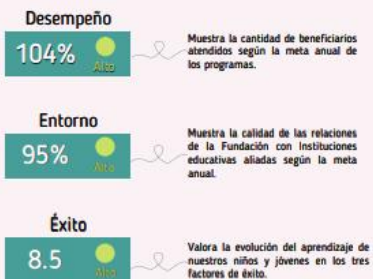 Desempeño
104%
Alto
Muestra la cantidad de beneficiarios
atendidos según la meta anual de
los programas.
Entorno
95%
Alto
Muestra la calidad de las relaciones
de la Fundación con Instituciones
educativas aliadas según la meta
anual.
Éxito
8.5
Alto
Valora la evolución del aprendizaje de
nuestros niños y jóvenes en los tres
factores de éxito.